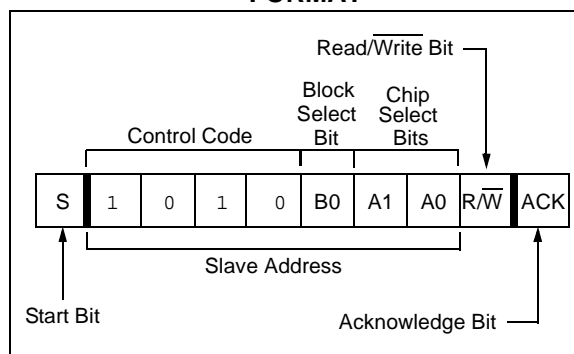 FORMAT
Read/Write Bit
Block Select Bit
Chip Select Bits
Control Code
S 1 0 1 0 B0 A1 A0 R/W ACK
Slave Address
Start Bit
Acknowledge Bit